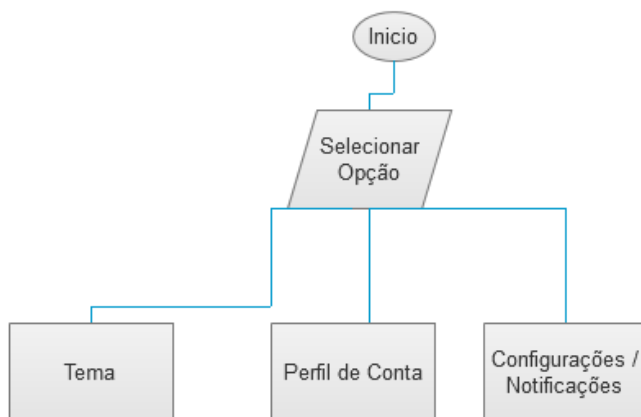 Inicio
Selecionar
Opção
Tema
Perfil de Conta
Configurações /
Notificações